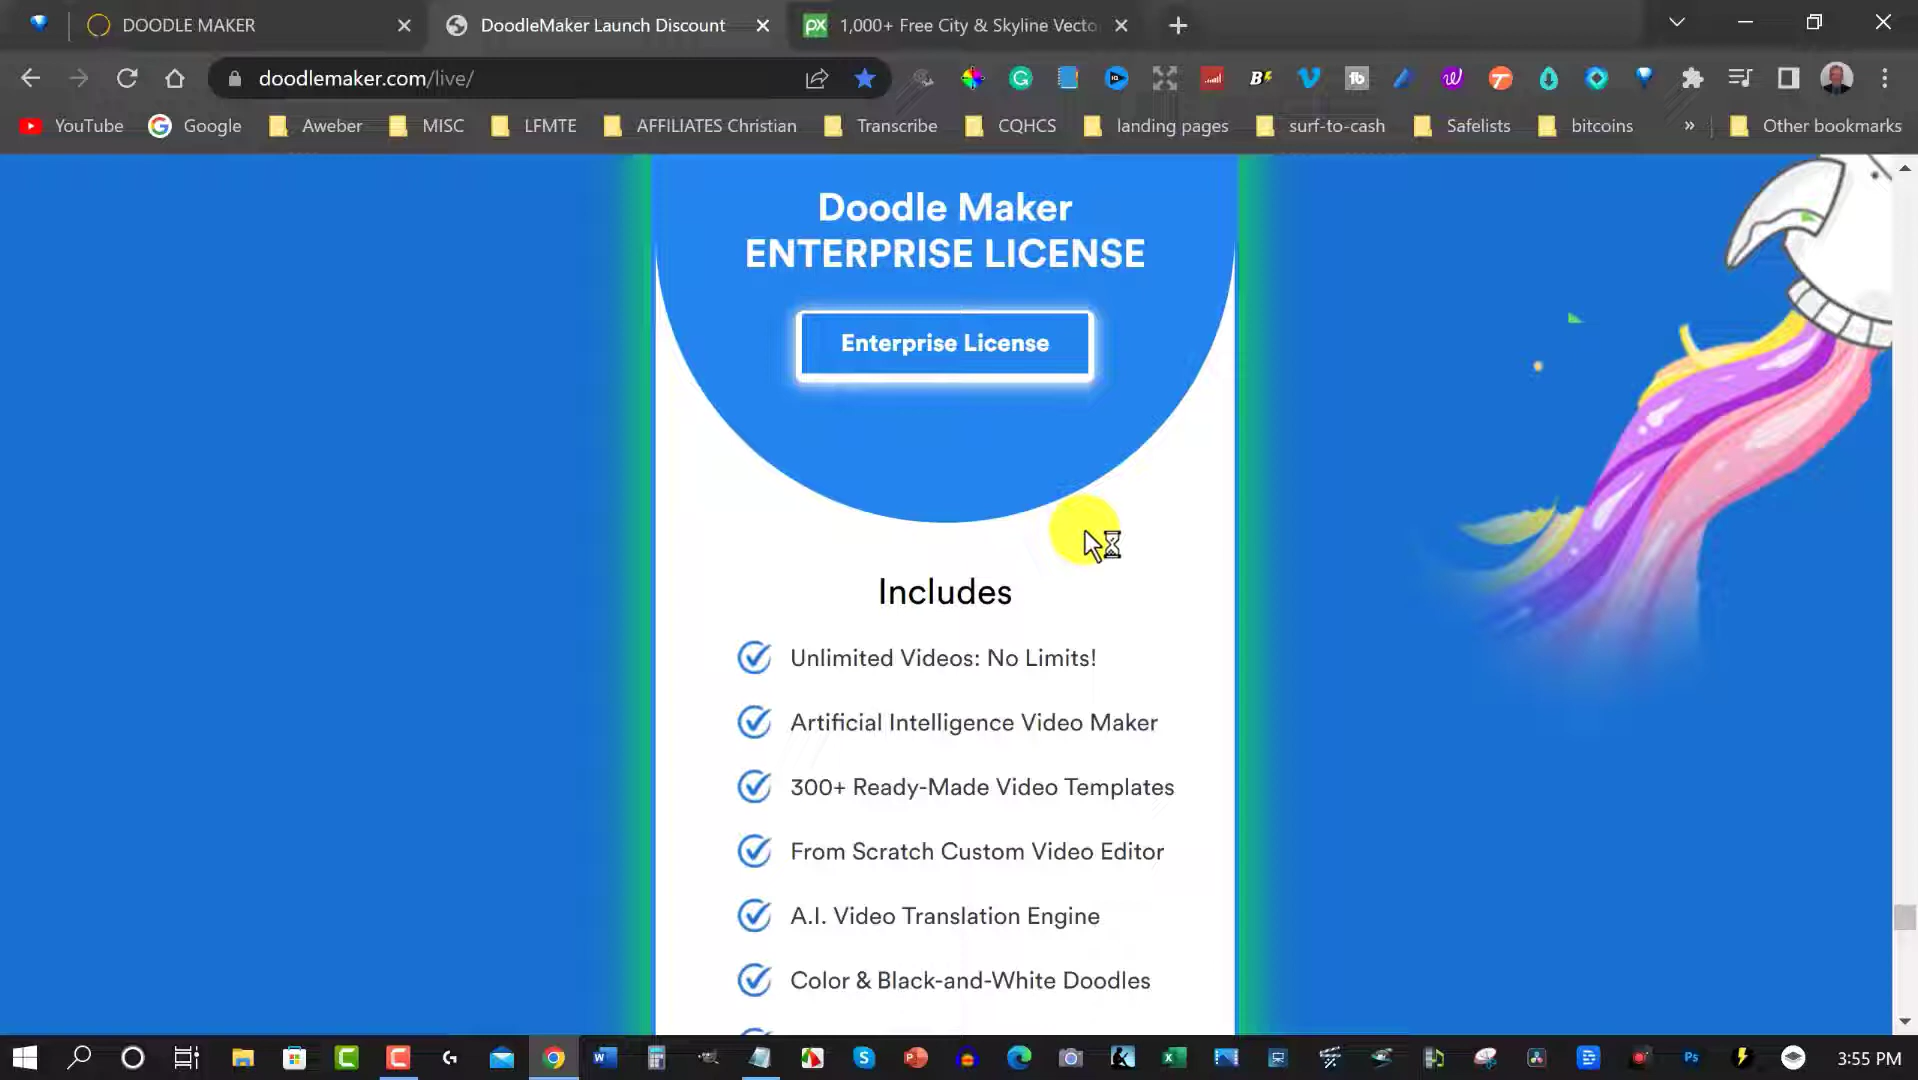 DOODLE MAKER
DoodleMaker Launch Discount
px 1,000+ Free City & Skyline Vecto
doodlemaker.com/live/
YouTube
Google
Aweber
MISC
LFMTE
AFFILIATES Christian
Transcribe
CQHCS
landing pages
surf-to-cash
Safelists
bitcoins
»
Other bookmarks
Doodle Maker
ENTERPRISE LICENSE
Enterprise License
Includes
Unlimited Videos: No Limits!
Artificial Intelligence Video Maker
300+ Ready-Made Video Templates
From Scratch Custom Video Editor
A.I. Video Translation Engine
Color & Black-and-White Doodles
3:55 PM